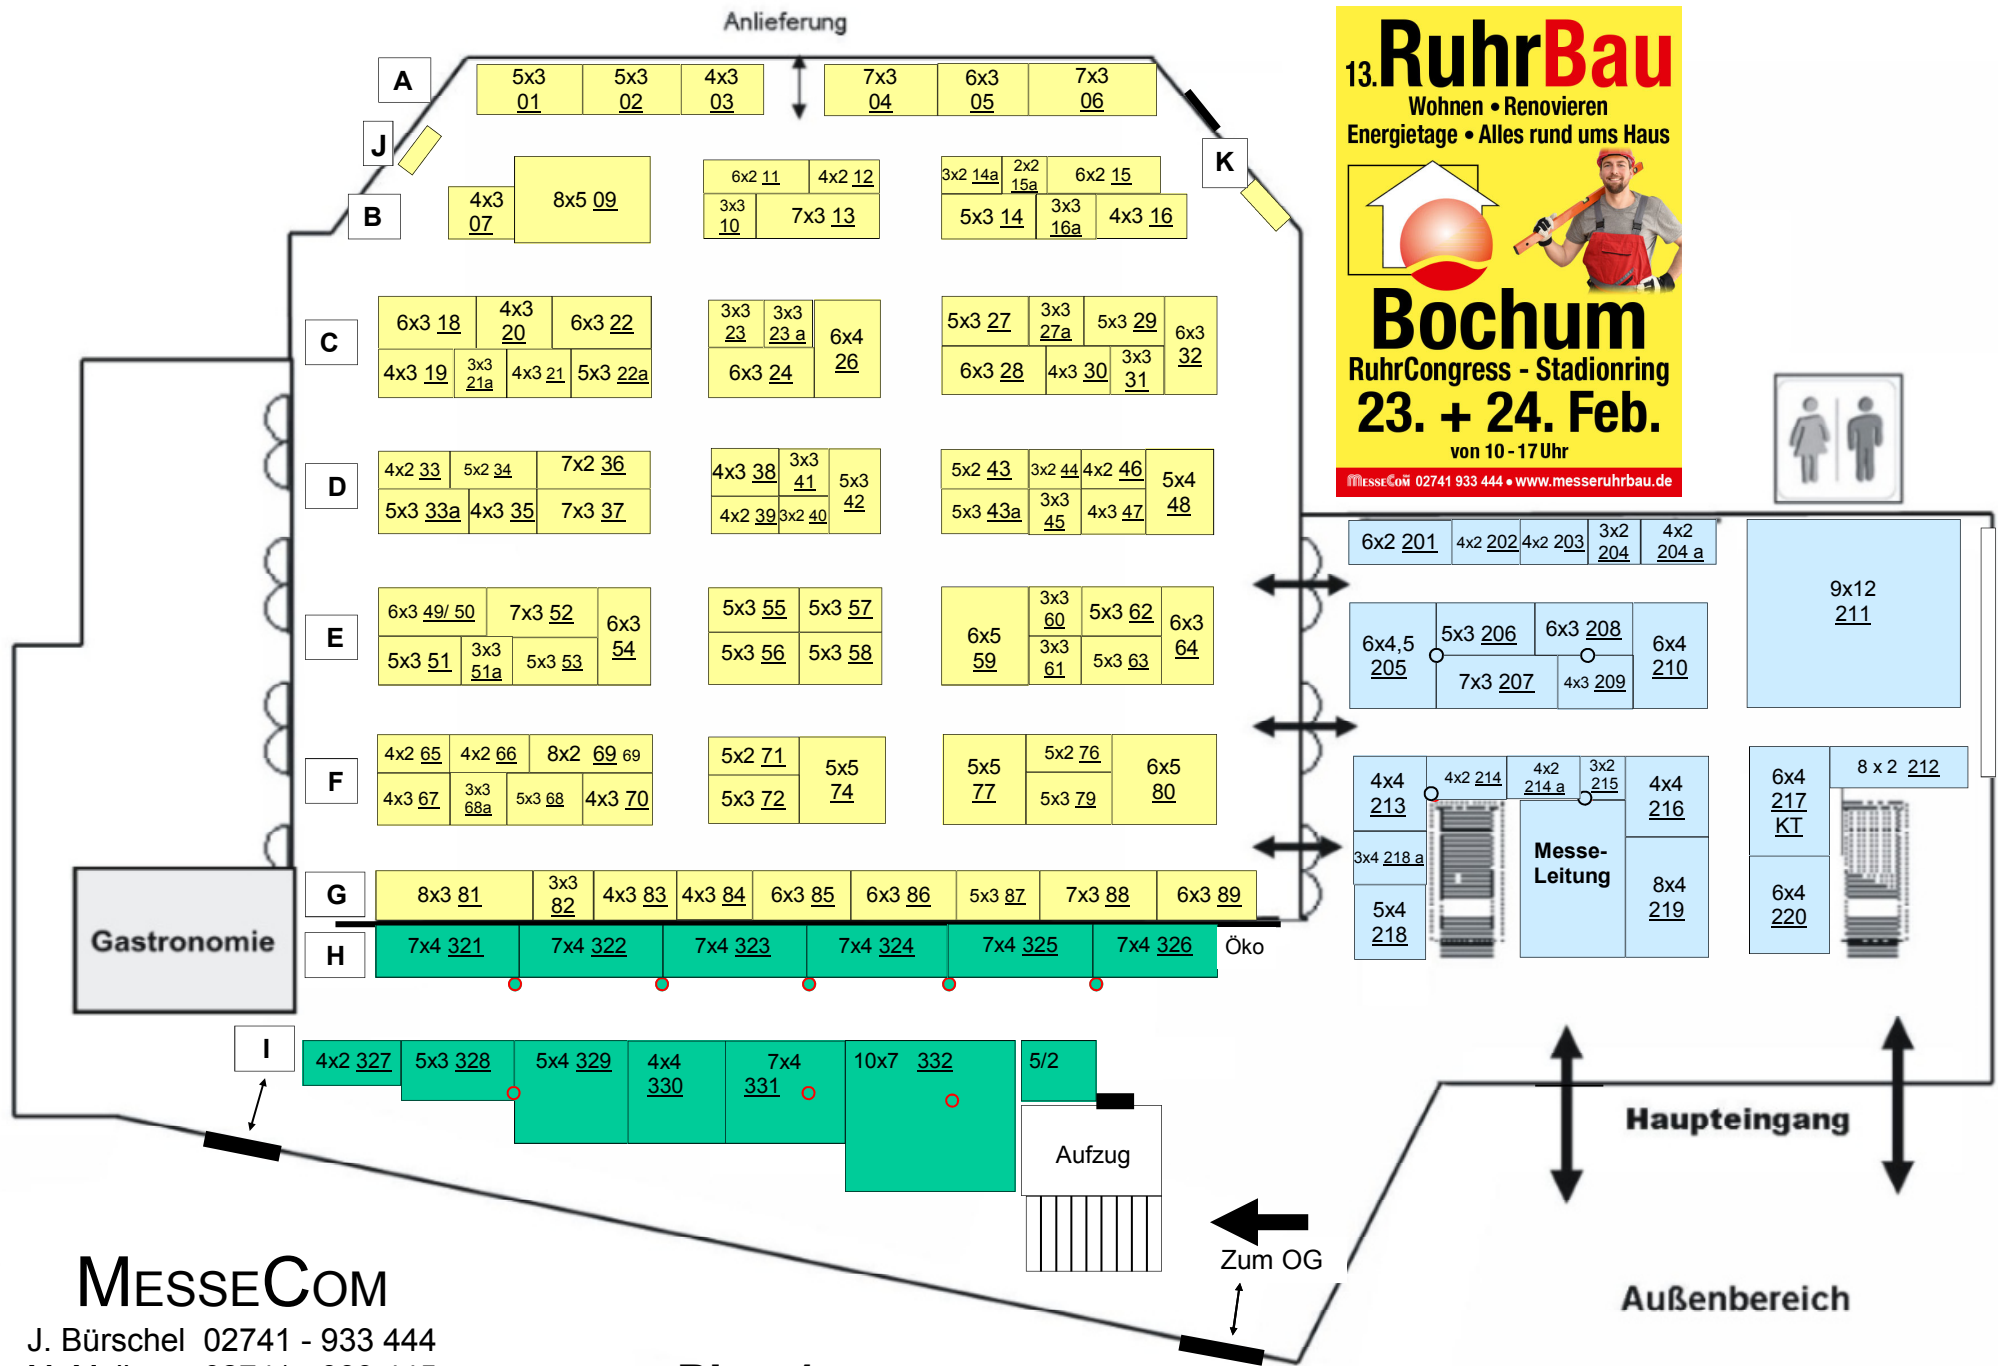 Anlieferung
A
5x3
01
5x3
02
4x3
03
7x3
04
6x3
05
7x3
06
J
K
B
4x3
07
8x5 09
6x2 11
4x2 12
3x3
10
7x3 13
3x2 14a
2x2
15a
6x2 15
5x3 14
3x3
16a
4x3 16
C
6x3 18
4x3
20
6x3 22
4x3 19
3x3
21a
4x3 21
5x3 22a
3x3
23
3x3
23 a
6x4
26
6x3 24
5x3 27
3x3
27a
5x3 29
6x3
32
6x3 28
4x3 30
3x3
31
D
4x2 33
5x2 34
7x2 36
5x3 33a
4x3 35
7x3 37
4x3 38
3x3
41
5x3
42
4x2 39
3x2 40
5x2 43
3x2 44
4x2 46
5x4
48
5x3 43a
3x3
45
4x3 47
E
6x3 49/ 50
7x3 52
6x3
54
5x3 51
3x3
51a
5x3 53
5x3 55
5x3 57
5x3 56
5x3 58
6x5
59
3x3
60
5x3 62
6x3
64
3x3
61
5x3 63
F
4x2 65
4x2 66
8x2 69 69
4x3 67
3x3
68a
5x3 68
4x3 70
5x2 71
5x3 72
5x5
74
5x5
77
5x2 76
5x3 79
6x5
80
G
8x3 81
3x3
82
4x3 83
4x3 84
6x3 85
6x3 86
5x3 87
7x3 88
6x3 89
H
7x4 321
7x4 322
7x4 323
7x4 324
7x4 325
7x4 326
Öko
Gastronomie
I
4x2 327
5x3 328
5x4 329
4x4
330
7x4
331
10x7 332
5/2
Aufzug
Zum OG
13.RuhrBau
Wohnen • Renovieren
Energietage • Alles rund ums Haus
Bochum
RuhrCongress - Stadionring
23. + 24. Feb.
von 10 - 17 Uhr
MESSECOM 02741 933 444 • www.messeruhrbau.de
6x2 201
4x2 202
4x2 203
3x2
204
4x2
204 a
9x12
211
6x4,5
205
5x3 206
6x3 208
6x4
210
7x3 207
4x3 209
4x4
213
4x2 214
4x2
214 a
3x2
215
4x4
216
6x4
217
KT
8 x 2 212
3x4 218 a
Messe-
Leitung
8x4
219
5x4
218
6x4
220
Haupteingang
Außenbereich
MESSECOM
J. Bürschel 02741 - 933 444